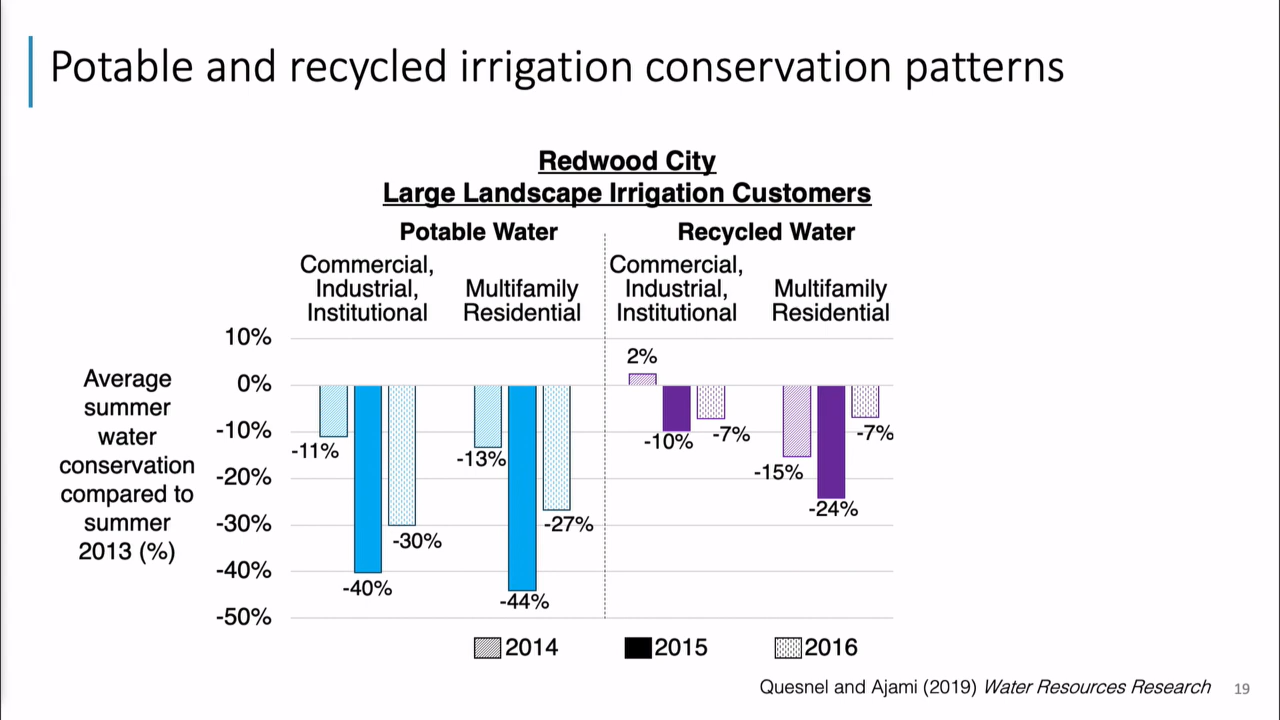 Potable and recycled irrigation conservation patterns
Redwood City
Large Landscape Irrigation Customers
Potable Water
Recycled Water
Commercial,
Industrial,
Institutional
Multifamily
Residential
Commercial,
Industrial,
Institutional
Multifamily
Residential
Average
summer
water
conservation
compared to
summer
2013 (%)
10%
0%
-10%
-20%
-30%
-40%
-50%
-11%
-40%
-30%
-13%
-44%
-27%
2%
-10%
-7%
-15%
-24%
-7%
2014
2015
2016
Quesnel and Ajami (2019) Water Resources Research
19